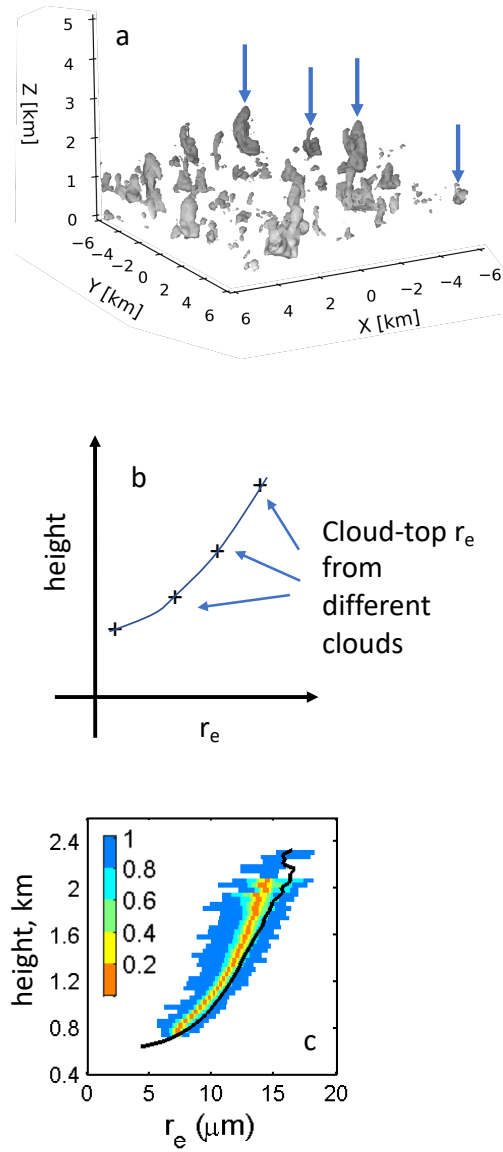 a
5
4
3
2
1
0
Z [km]
−6
−4
−2
0
2
4
6
Y [km]
6
4
2
0
−2
−4
−6
X [km]
b
height
Cloud-top re
from
different
clouds
re
2.4
2
1.6
1.2
0.8
0.4
height, km
1
0.8
0.6
0.4
0.2
c
0 5 10 15 20
re (μm)